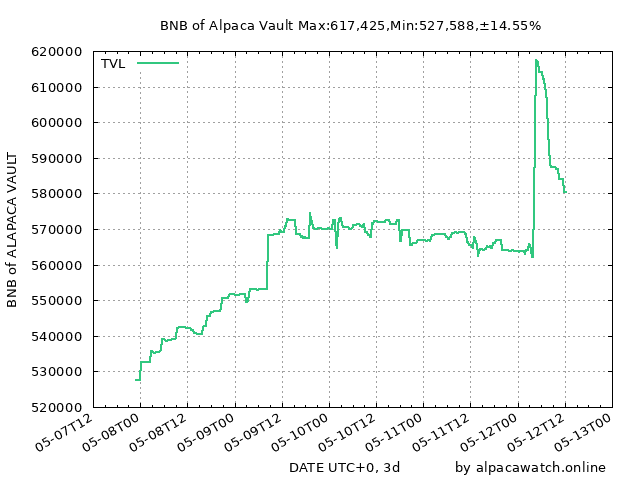 BNB of Alpaca Vault Max:617,425,Min:527,588,±14.55%
TVL
BNB of ALAPACA VAULT
620000
610000
600000
590000
580000
570000
560000
550000
540000
530000
520000
05-07T12
05-08T00
05-08T12
05-09T00
05-09T12
05-10T00
05-10T12
05-11T00
05-11T12
05-12T00
05-12T12
05-13T00
DATE UTC+0, 3d
by alpacawatch.online